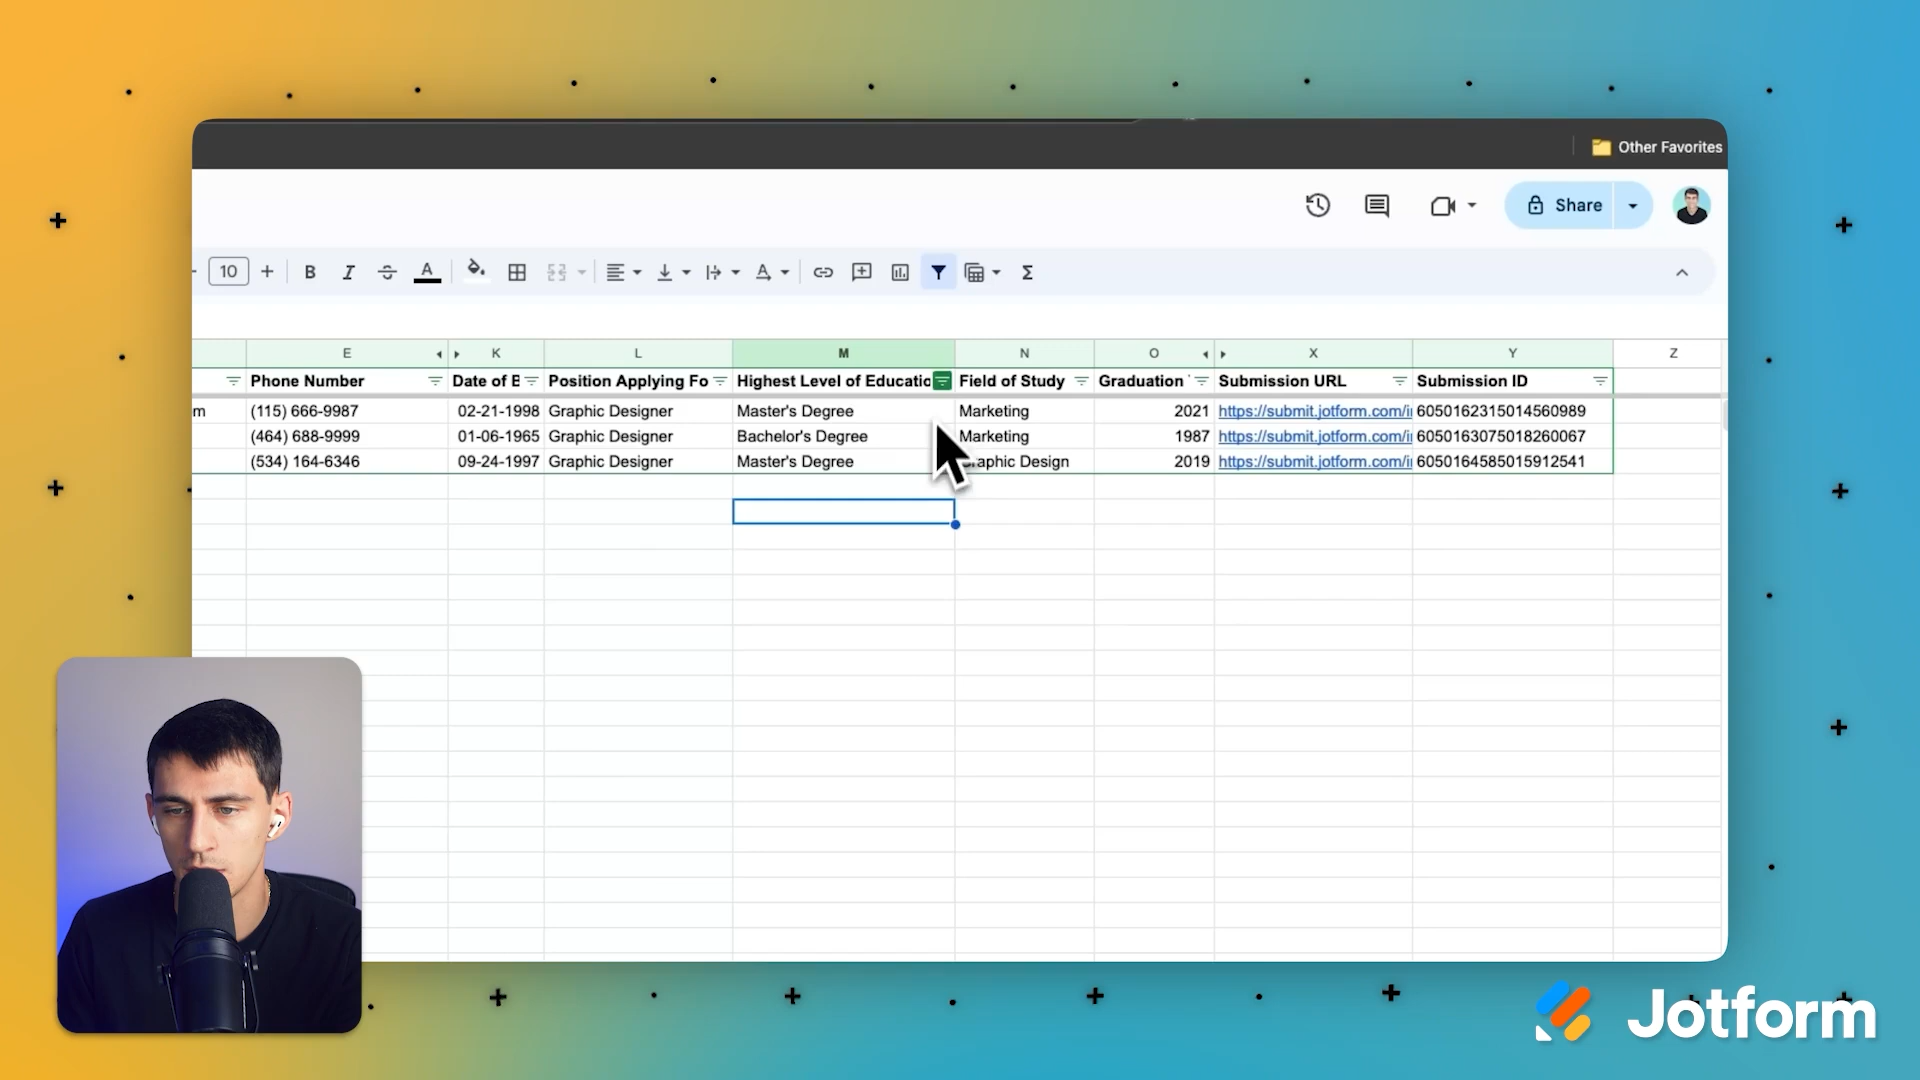 Other Favorites
Share
10 B I A A Σ
E K L M N O X Y Z
Phone Number Date of B Position Applying Fo Highest Level of Educatio Field of Study Graduation Submission URL Submission ID
m (115) 666-9987 02-21-1998 Graphic Designer Master's Degree Marketing 2021 https://submit.jotform.com/i 6050162315014560989
(464) 688-9999 01-06-1965 Graphic Designer Bachelor's Degree Marketing 1987 https://submit.jotform.com/i 6050163075018260067
(534) 164-6346 09-24-1997 Graphic Designer Master's Degree raphic Design 2019 https://submit.jotform.com/i 6050164585015912541
Jotform